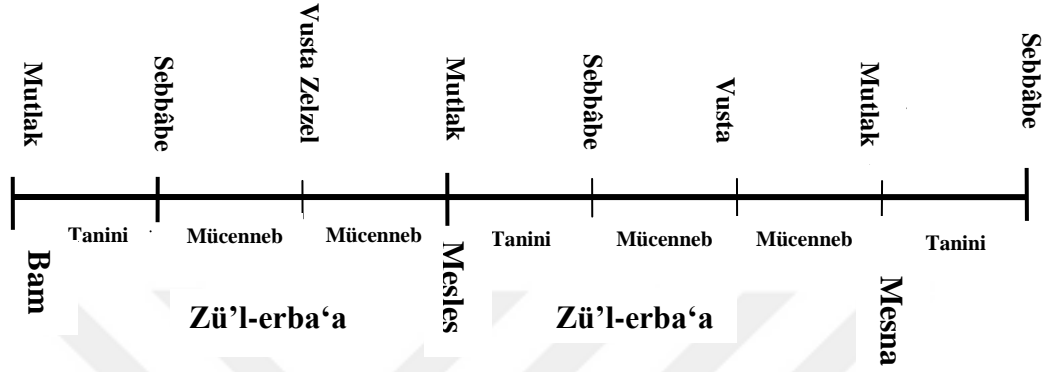 Mutlak
Sebbâbe
Vusta Zelzel
Mutlak
Sebbâbe
Vusta
Mutlak
Sebbâbe
Tanini
Mücenneb
Mücenneb
Tanini
Mücenneb
Mücenneb
Tanini
Bam
Mesles
Mesna
Zü’l-erba‘a
Zü’l-erba‘a